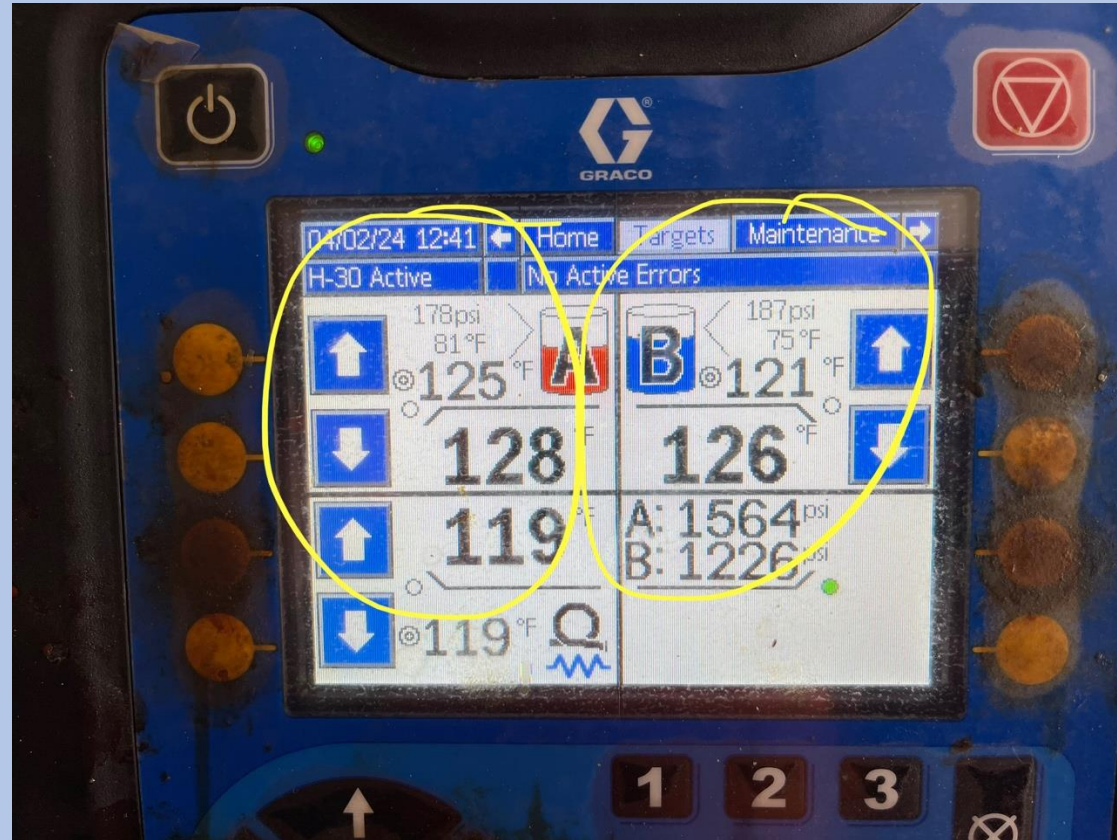 GRACO
04/02/24 12:41 Home Targets Maintenance
H-30 Active No Active Errors
178psi
81°F
A
125°F
128°F
187psi
75°F
B
121°F
126°F
119°F
119°F
A: 1564psi
B: 1226psi
1 2 3